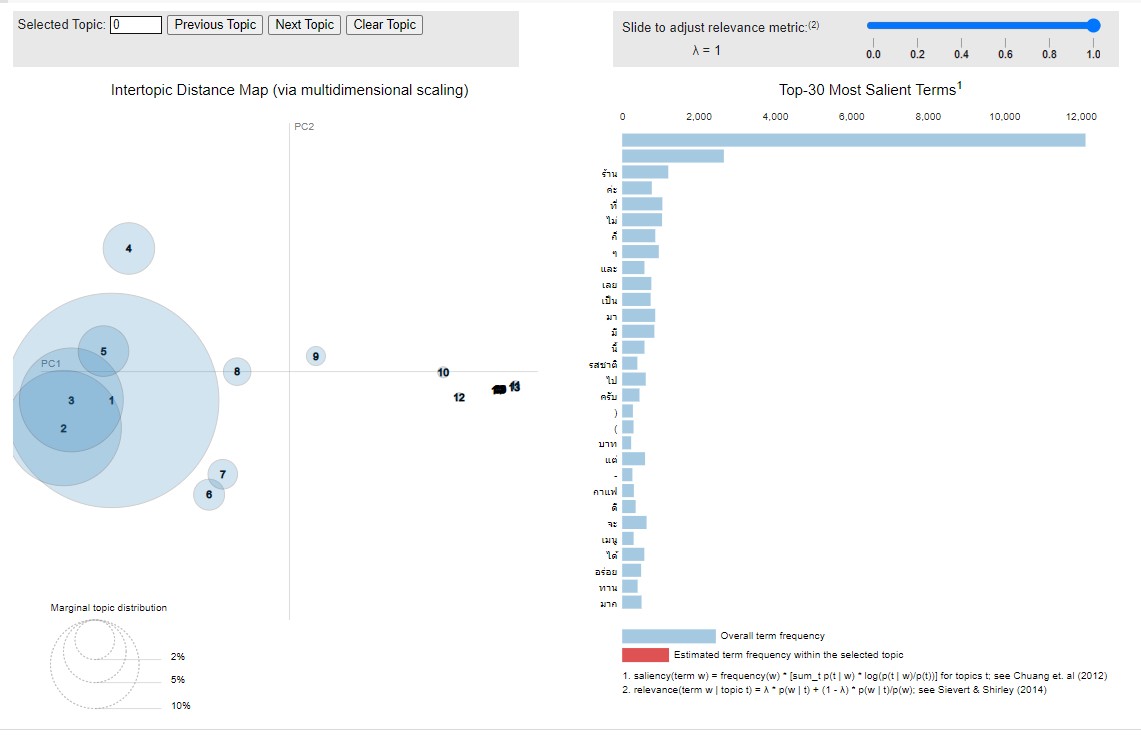 Selected Topic: 0 Previous Topic Next Topic Clear Topic
Slide to adjust relevance metric:(2)
λ = 1
0.0 0.2 0.4 0.6 0.8 1.0
Intertopic Distance Map (via multidimensional scaling)
PC2
PC1
4
5
3
1
2
8
9
10
12
7
6
Marginal topic distribution
2%
5%
10%
Top-30 Most Salient Terms1
0 2,000 4,000 6,000 8,000 10,000 12,000
ร้าน
ค่ะ
ที่
ไม่
ก็
ๆ
และ
เลย
เป็น
มา
มี
นี้
รสชาติ
ไป
ครับ
)
(
บาท
แต่
-
กาแฟ
ดี
จะ
เมนู
ได้
อร่อย
ทาน
มาก
Overall term frequency
Estimated term frequency within the selected topic
1. saliency(term w) = frequency(w) * [sum_t p(t | w) * log(p(t | w)/p(t))] for topics t; see Chuang et. al (2012)
2. relevance(term w | topic t) = λ * p(w | t) + (1 - λ) * p(w | t)/p(w); see Sievert & Shirley (2014)